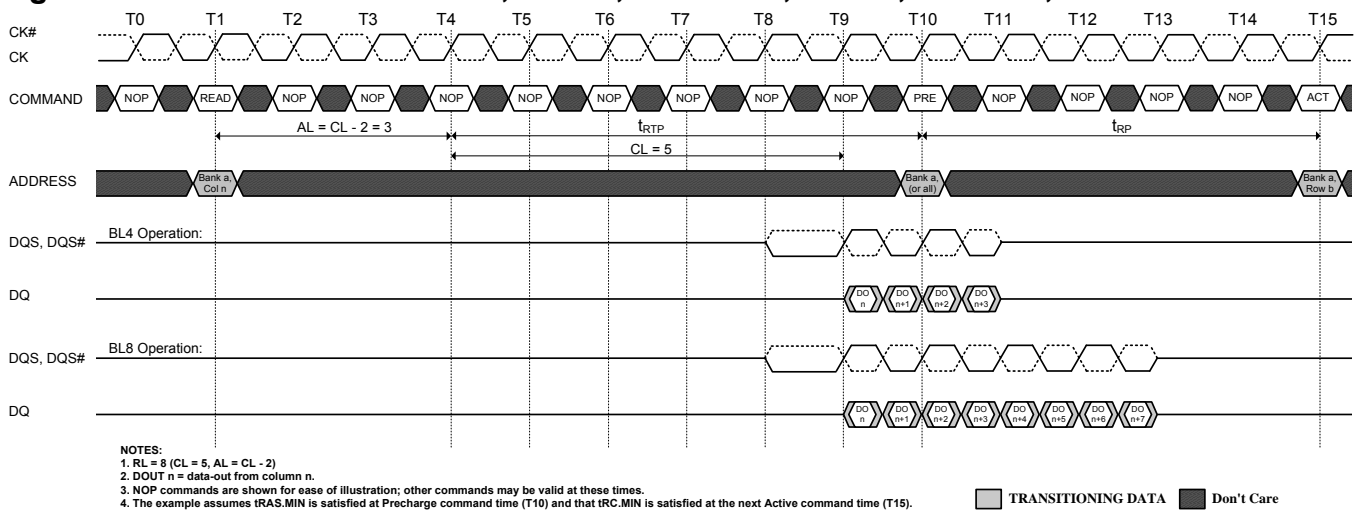 T0 T1 T2 T3 T4 T5 T6 T7 T8 T9 T10 T11 T12 T13 T14 T15
CK#
CK
COMMAND NOP READ NOP NOP NOP NOP NOP NOP NOP NOP PRE NOP NOP NOP NOP ACT
AL = CL - 2 = 3 tRTP tRP
CL = 5
ADDRESS
Bank a, Bank a, Bank a,
Col n (or all) Row b
BL4 Operation:
DQS, DQS#
DQ
DO DO DO DO
n n+1 n+2 n+3
BL8 Operation:
DQS, DQS#
DQ
DO DO DO DO DO DO DO DO
n n+1 n+2 n+3 n+4 n+5 n+6 n+7
NOTES:
1. RL = 8 (CL = 5, AL = CL - 2)
2. DOUT n = data-out from column n.
3. NOP commands are shown for ease of illustration; other commands may be valid at these times.
4. The example assumes tRAS.MIN is satisfied at Precharge command time (T10) and that tRC.MIN is satisfied at the next Active command time (T15).
TRANSITIONING DATA Don't Care